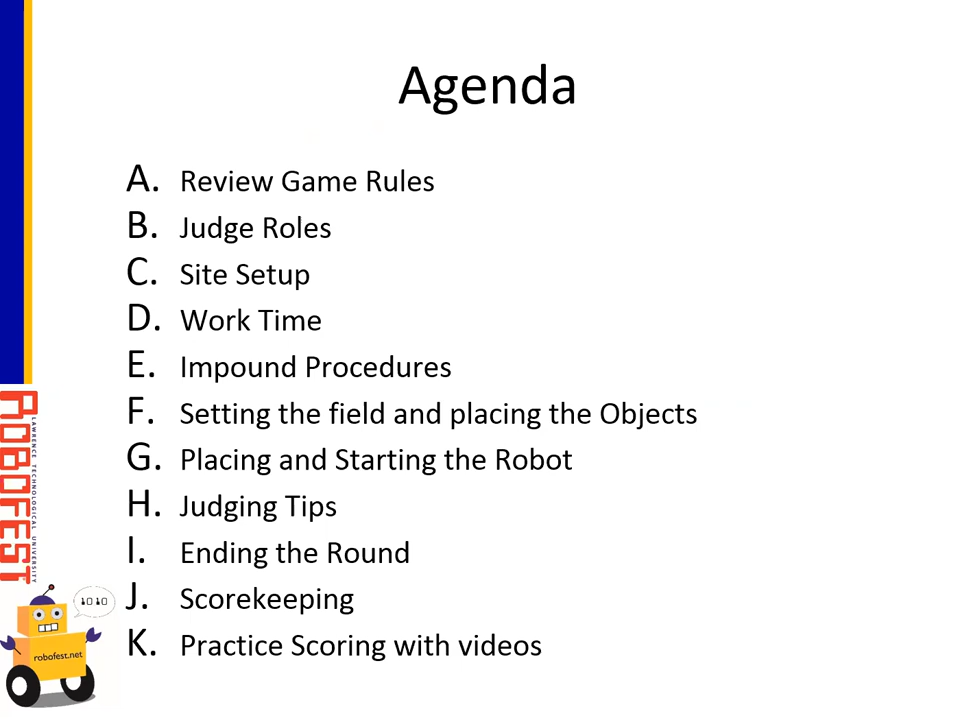 Agenda
A. Review Game Rules
B. Judge Roles
C. Site Setup
D. Work Time
E. Impound Procedures
F. Setting the field and placing the Objects
G. Placing and Starting the Robot
H. Judging Tips
I. Ending the Round
J. Scorekeeping
K. Practice Scoring with videos
ROBOFEST
LAWRENCE TECHNOLOGICAL UNIVERSITY
1010
robofest.net